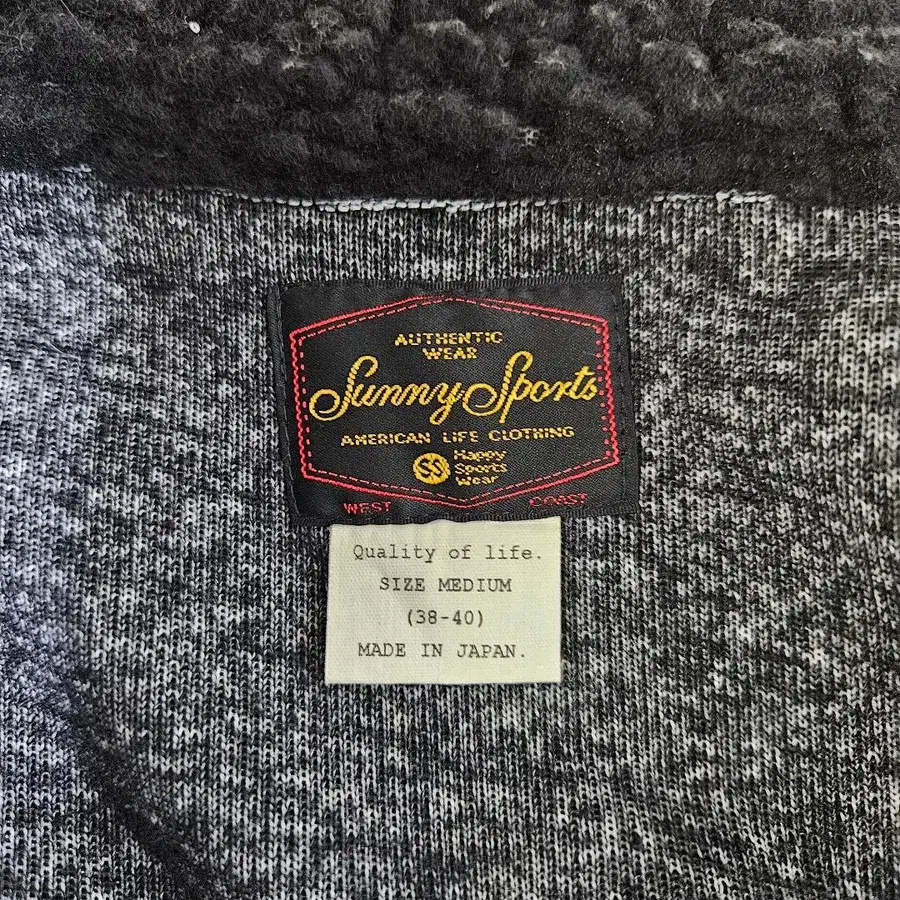 AUTHENTIC
WEAR
Sunny Sports
AMERICAN LIFE CLOTHING
SS Happy
Sports
Wear
WEST COAST
Quality of life.
SIZE MEDIUM
(38-40)
MADE IN JAPAN.